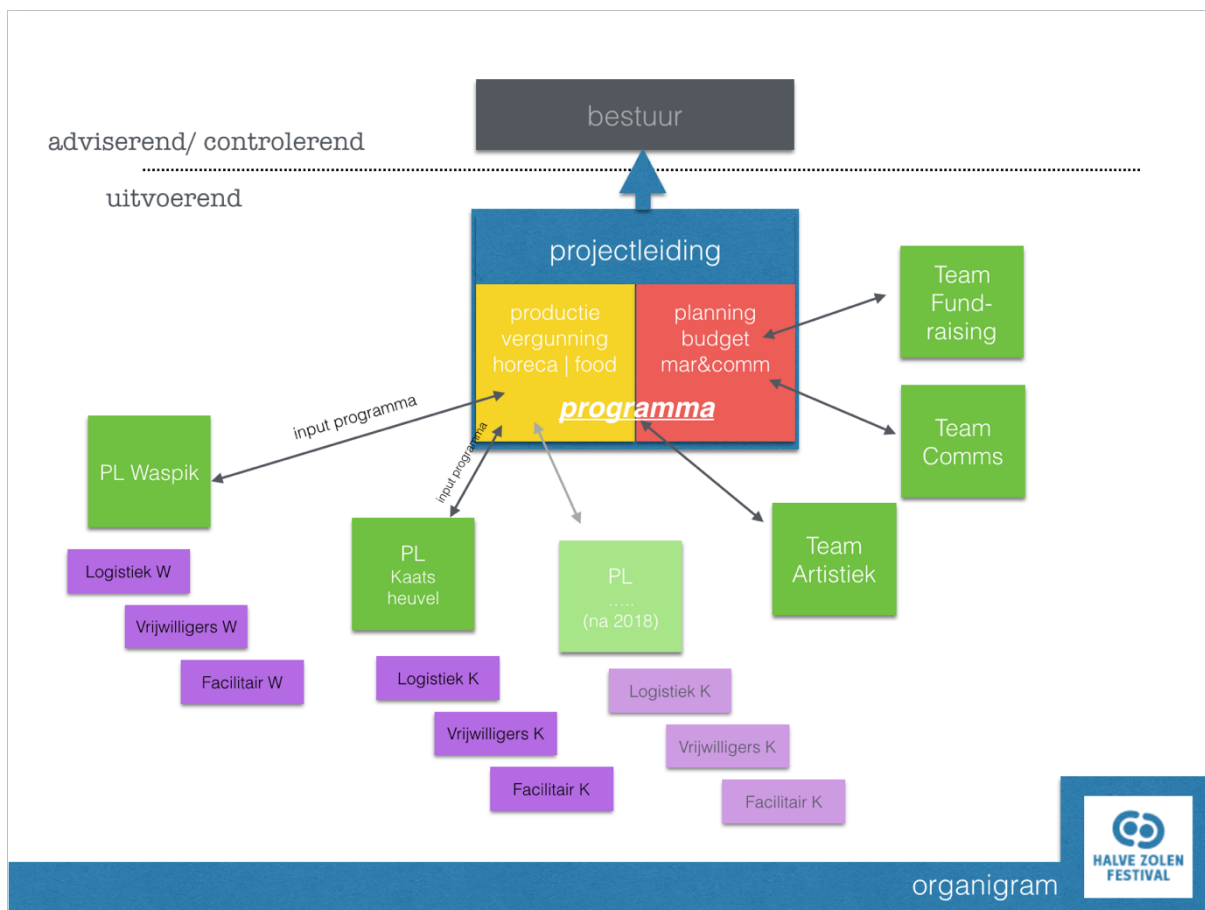 bestuur
adviserend/ controlerend
uitvoerend
projectleiding
productie
vergunning
horeca | food
planning
budget
mar&comm
programma
Team
Fund-
raising
Team
Comms
Team
Artistiek
input programma
input programma
PL Waspik
Logistiek W
Vrijwilligers W
Facilitair W
PL
Kaats
heuvel
Logistiek K
Vrijwilligers K
Facilitair K
PL
.....
(na 2018)
Logistiek K
Vrijwilligers K
Facilitair K
HALVE ZOLEN
FESTIVAL
organigram